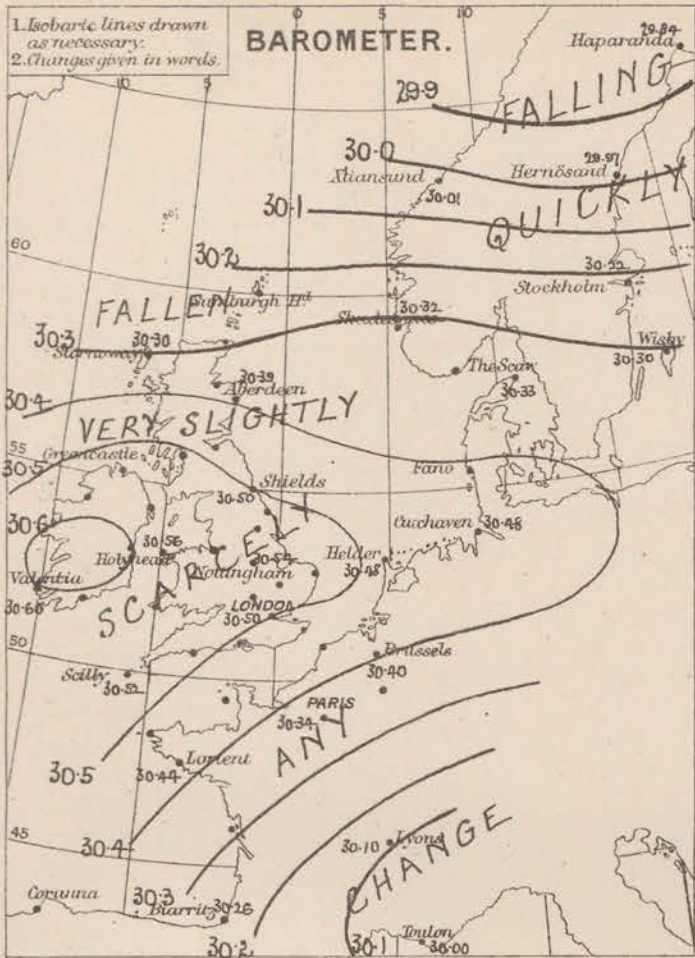 1. Isobaric lines drawn
as necessary.
2. Changes given in words.
BAROMETER.
10
5
0
5
10
29.84
Haparanda
FALLING
29.9
30.0
29.97
Xtiansund
Hernösand
30.01
QUICKLY
30.1
60
30.2
30.32
Stockholm
FALLEN
Sumburgh Hd.
30.32
30.3
30.30
Stornoway
Wisby
30.30
30.39
Aberdeen
The Scaw
30.33
30.4
VERY SLIGHTLY
55
Greencastle
30.5
Shields
Fano
30.50
30.6
30.56
Cuxhaven
30.48
Holyhead
30.54
Helder
30.48
Nottingham
Valentia
SCARCELY
30.60
LONDON
30.50
50
Scilly
30.52
Brussels
30.40
PARIS
30.34
ANY
Lorient
30.5
30.44
45
30.4
30.10
Lyons
CHANGE
30.3
Corunna
Biarritz
30.26
30.2
30.1
Toulon
30.00